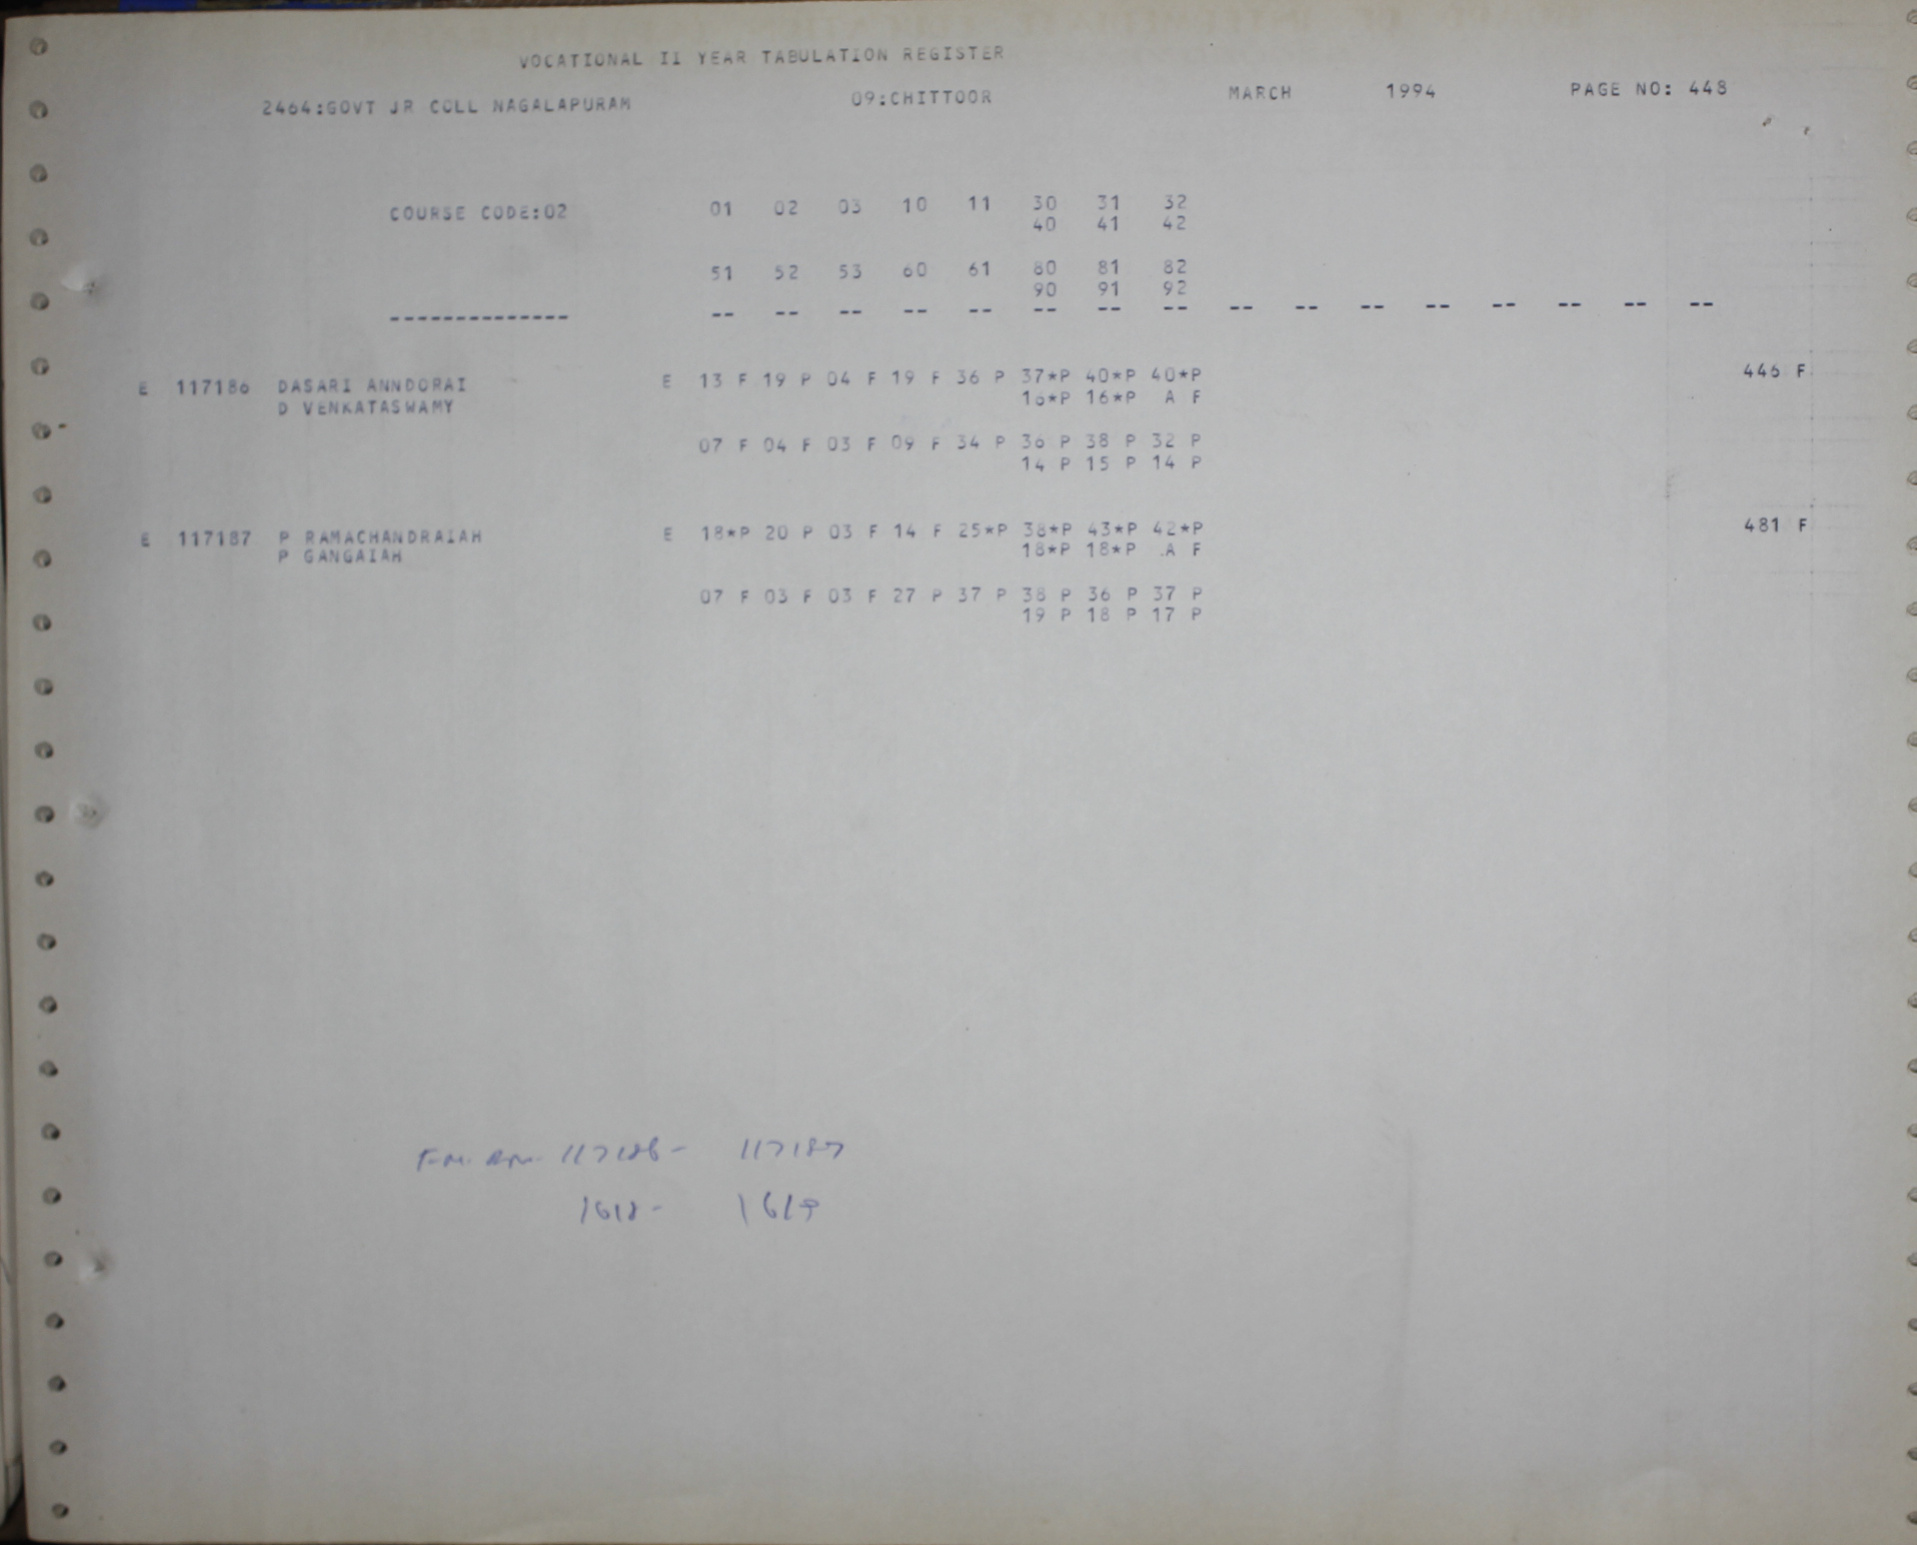 VOCATIONAL II YEAR TABULATION REGISTER
2464:GOVT JR COLL NAGALAPURAM 09:CHITTOOR MARCH 1994 PAGE NO: 448
COURSE CODE:02 01 02 03 10 11 30 31 32
40 41 42
51 52 53 60 61 80 81 82
90 91 92
-------------- -- -- -- -- -- -- -- -- -- -- -- -- -- -- -- --
E 117186 DASARI ANNDORAI E 13 F 19 P 04 F 19 F 36 P 37*P 40*P 40*P 446 F
D VENKATASWAMY 16*P 16*P A F
07 F 04 F 03 F 09 F 34 P 36 P 38 P 32 P
14 P 15 P 14 P
E 117187 P RAMACHANDRAIAH E 18*P 20 P 03 F 14 F 25*P 38*P 43*P 42*P 481 F
P GANGAIAH 18*P 18*P A F
07 F 03 F 03 F 27 P 37 P 38 P 36 P 37 P
19 P 18 P 17 P
117186- 117187
1618- 1619